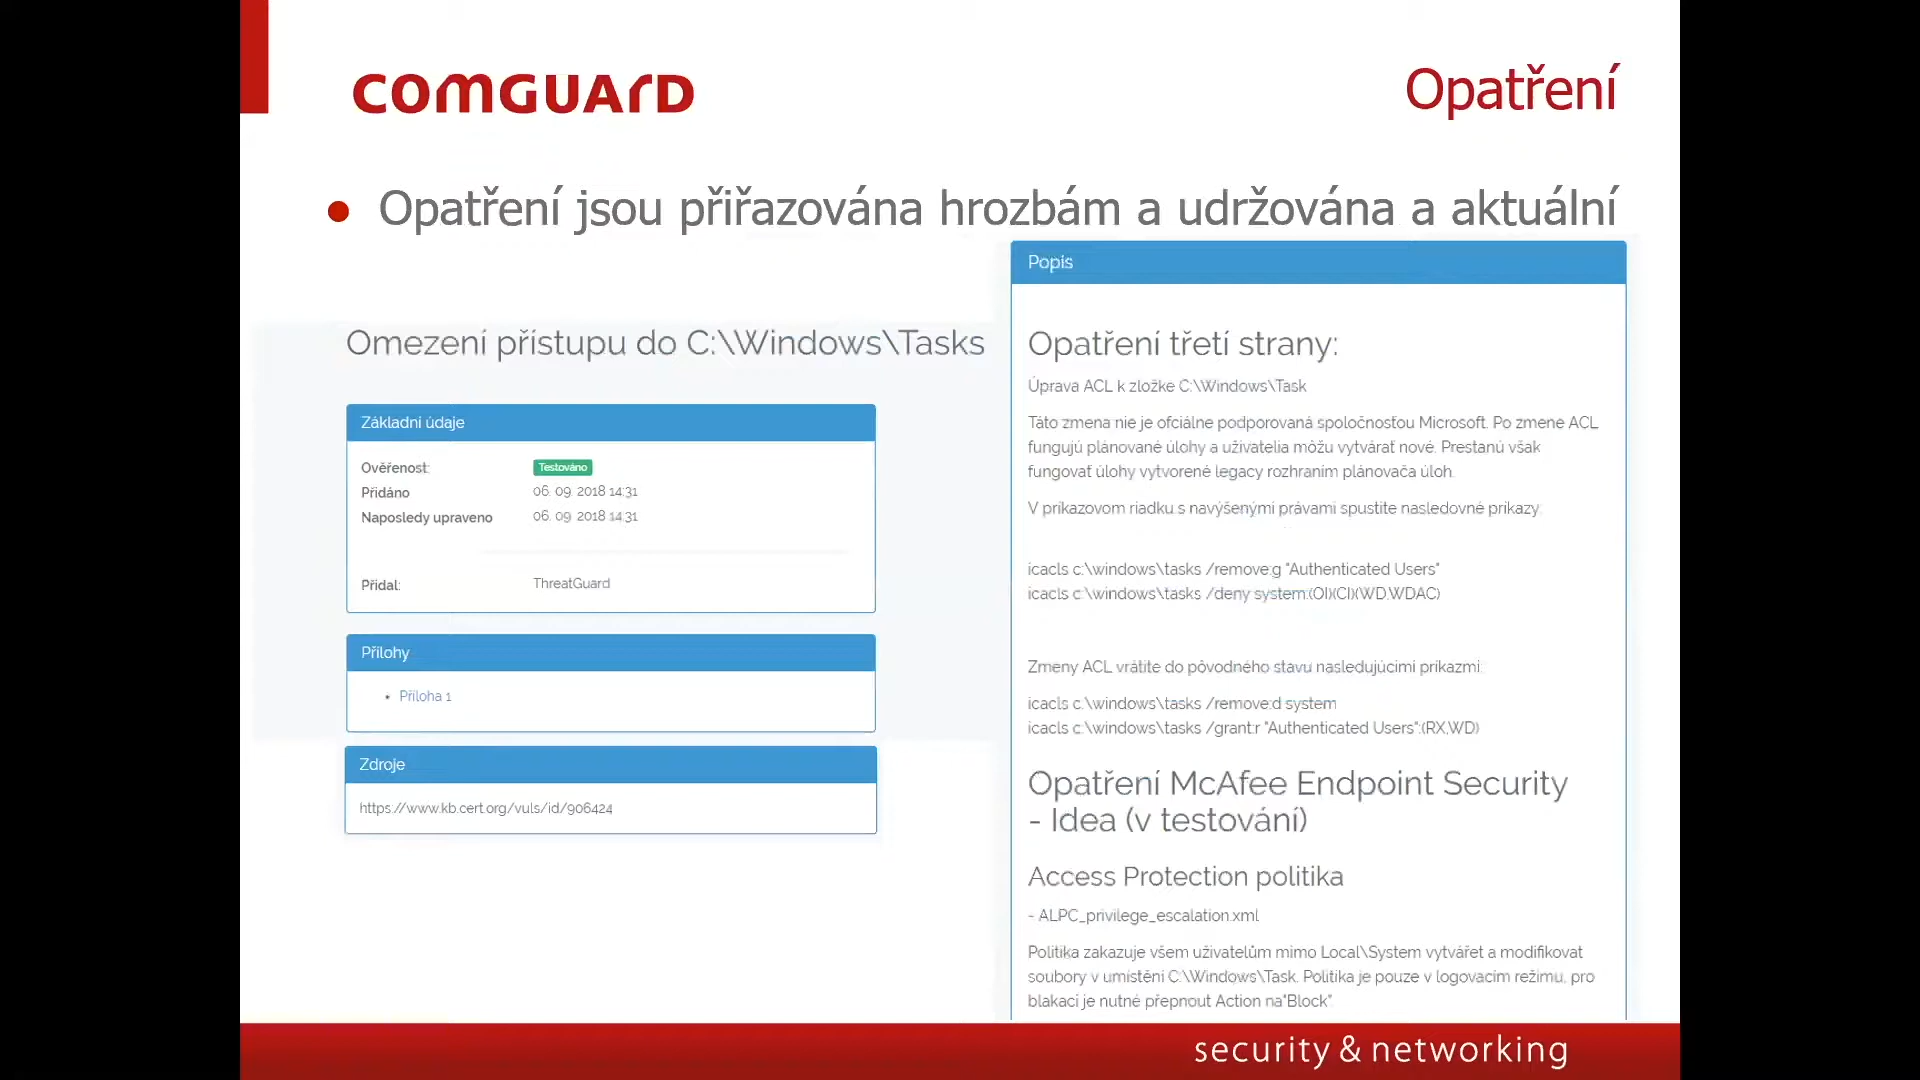 COMGUARD
Opatření
• Opatření jsou přiřazována hrozbám a udržována a aktuální
Omezení přístupu do C:\Windows\Tasks
Základní údaje
Ověřenost: Testováno
Přidáno 06. 09. 2018 14:31
Naposledy upraveno 06. 09. 2018 14:31
Přidal: ThreatGuard
Přílohy
• Příloha 1
Zdroje
https://www.kb.cert.org/vuls/id/906424
Popis
Opatření třetí strany:
Úprava ACL k zložke C:\Windows\Task
Táto zmena nie je ofciálne podporovaná spoločnosťou Microsoft. Po zmene ACL
fungujú plánované úlohy a užívatelia môžu vytvárať nové. Prestanú však
fungovať úlohy vytvorené legacy rozhraním plánovača úloh.
V príkazovom riadku s navýšenými právami spustite nasledovné príkazy:
icacls c:\windows\tasks /remove:g "Authenticated Users"
icacls c:\windows\tasks /deny system:(OI)(CI)(WD,WDAC)
Zmeny ACL vrátite do pôvodného stavu nasledujúcimi príkazmi:
icacls c:\windows\tasks /remove:d system
icacls c:\windows\tasks /grant:r "Authenticated Users":(RX,WD)
Opatření McAfee Endpoint Security
- Idea (v testování)
Access Protection politika
- ALPC_privilege_escalation.xml
Politika zakazuje všem uživatelům mimo Local\System vytvářet a modifikovat
soubory v umístění C:\Windows\Task. Politika je pouze v logovacím režimu, pro
blakaci je nutné přepnout Action na"Block"
security & networking